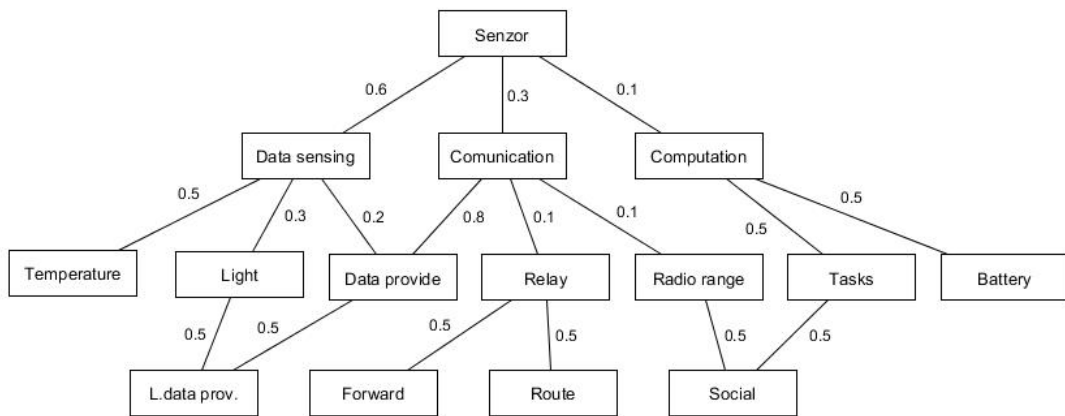 Senzor
0.6
0.3
0.1
Data sensing
Comunication
Computation
0.5
0.3
0.2
0.8
0.1
0.1
0.5
0.5
Temperature
Light
Data provide
Relay
Radio range
Tasks
Battery
0.5
0.5
0.5
0.5
0.5
0.5
L.data prov.
Forward
Route
Social